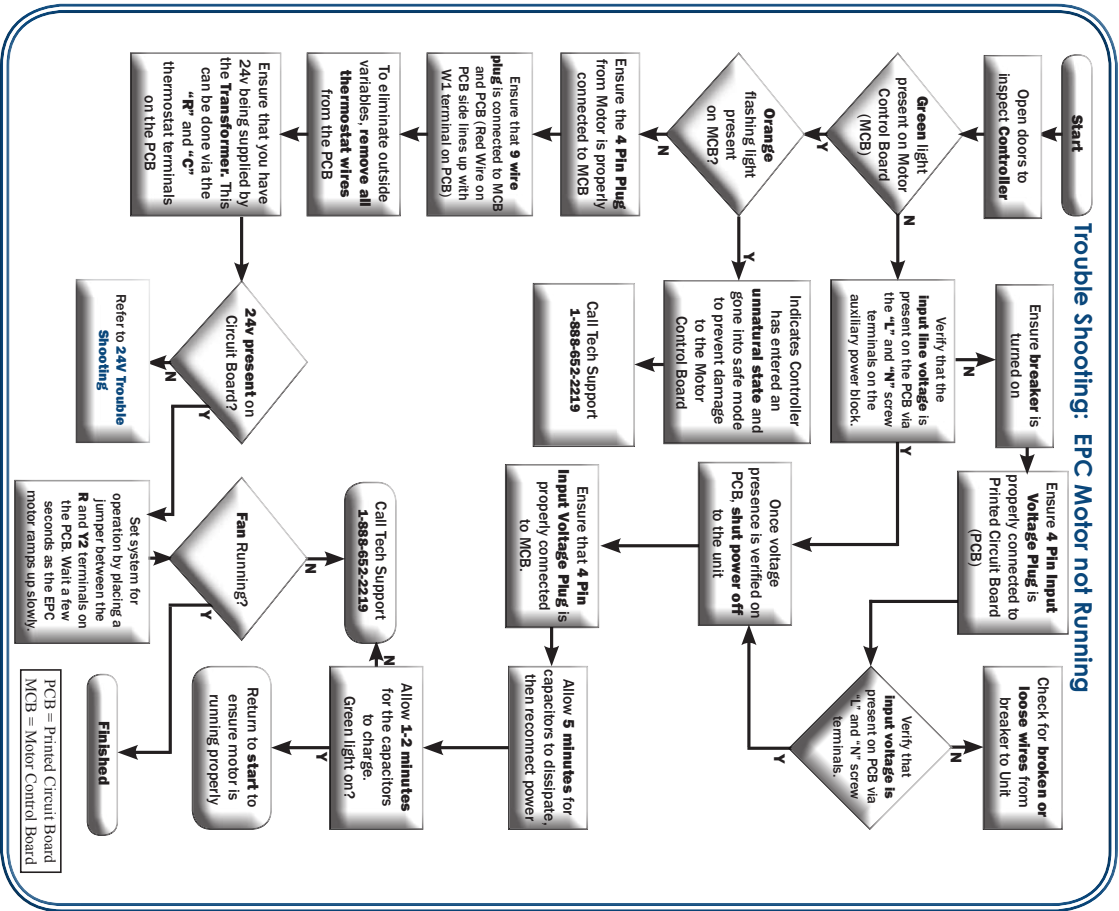 Trouble Shooting: EPC Motor not Running
Start
Open doors to
inspect Controller
Green light
present on Motor
Control Board
(MCB)
N
Y
Orange
flashing light
present
on MCB?
Y
N
Ensure the 4 Pin Plug
from Motor is properly
connected to MCB
Ensure that 9 wire
plug is connected to MCB
and PCB (Red Wire on
PCB side lines up with
W1 terminal on PCB)
To eliminate outside
variables, remove all
thermostat wires
from the PCB
Ensure that you have
24v being supplied by
the Transformer. This
can be done via the
"R" and "C"
thermostat terminals
on the PCB
Ensure breaker is
turned on
N
Verify that the
input line voltage is
present on the PCB via
the "L" and "N" screw
terminals on the
auxiliary power block.
Y
Indicates Controller
has entered an
unnatural state and
gone into safe mode
to prevent damage
to the Motor
Control Board
Call Tech Support
1-888-652-2219
24v present on
Circuit Board?
N
Y
Refer to 24V Trouble
Shooting
Ensure 4 Pin Input
Voltage Plug is
properly connected to
Printed Circuit Board
(PCB)
Once voltage
presence is verified on
PCB, shut power off
to the unit
Ensure that 4 Pin
Input Voltage Plug is
properly connected
to MCB.
Call Tech Support
1-888-652-2219
N
Fan Running?
Y
Set system for
operation by placing a
jumper between the
R and Y2 terminals on
the PCB. Wait a few
seconds as the EPC
motor ramps up slowly.
Check for broken or
loose wires from
breaker to Unit
N
Verify that
input voltage is
present on PCB via
"L" and "N" screw
terminals.
Y
Allow 5 minutes for
capacitors to dissipate,
then reconnect power
Allow 1-2 minutes
for the capacitors
to charge.
Green light on?
N
Y
Return to start to
ensure motor is
running properly
Finished
PCB = Printed Circuit Board
MCB = Motor Control Board